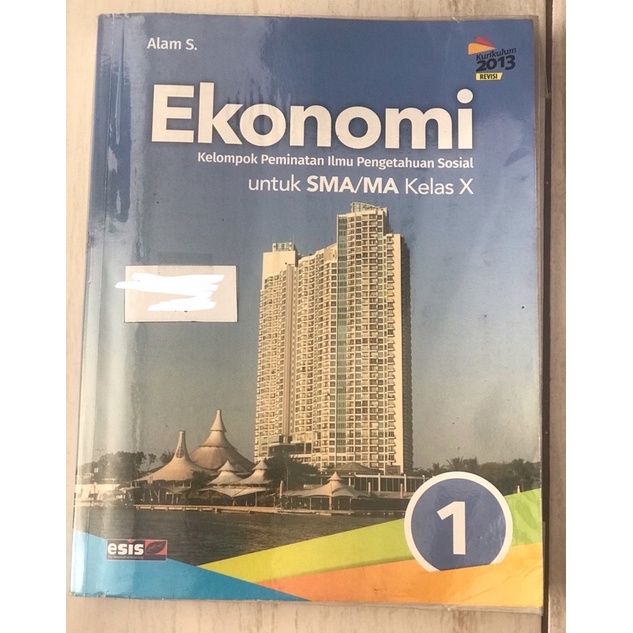 Alam S.
Kurikulum
2013
REVISI
Ekonomi
Kelompok Peminatan Ilmu Pengetahuan Sosial
untuk SMA/MA Kelas X
1
esis